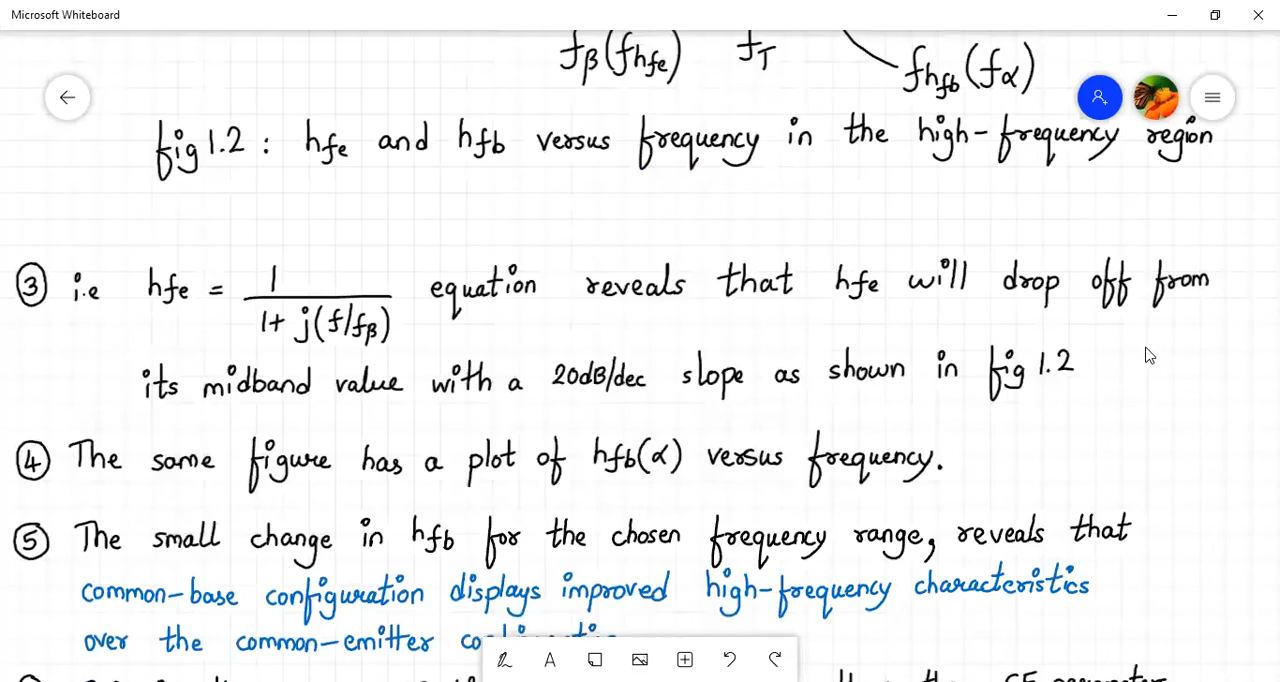 Microsoft Whiteboard
fβ(fhfe) fT fhfb(fα)
fig 1.2 : hfe and hfb versus frequency in the high-frequency region
③ i.e hfe = 1 / 1+ j(f/fβ) equation reveals that hfe will drop off from
its midband value with a 20dB/dec slope as shown in fig 1.2
④ The same figure has a plot of hfb(α) versus frequency.
⑤ The small change in hfb for the chosen frequency range, reveals that
common-base configuration displays improved high-frequency characteristics
over the common-emitter